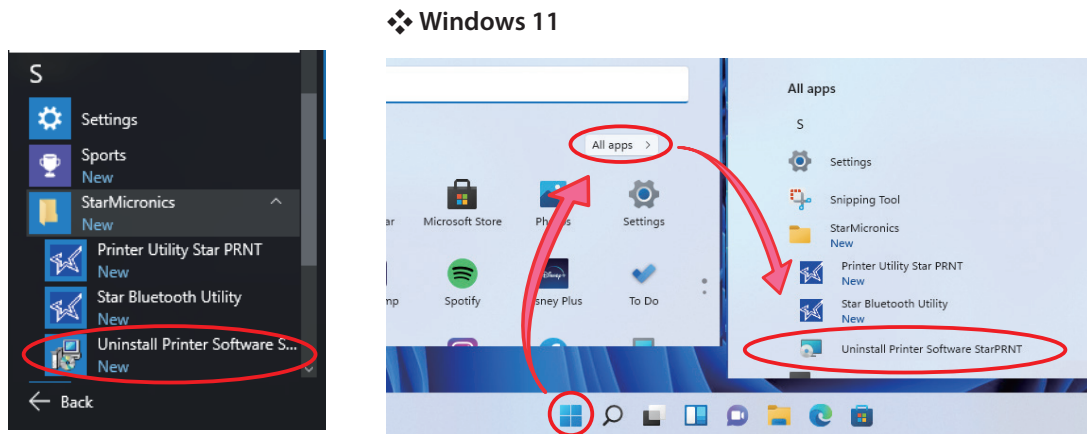 ❖ Windows 11
S
Settings
Sports
New
StarMicronics
New
Printer Utility Star PRNT
New
Star Bluetooth Utility
New
Uninstall Printer Software S...
New
Back
All apps >
Microsoft Store
Settings
Spotify
To Do
All apps
S
Settings
Snipping Tool
StarMicronics
New
Printer Utility Star PRNT
New
Star Bluetooth Utility
New
Uninstall Printer Software StarPRNT